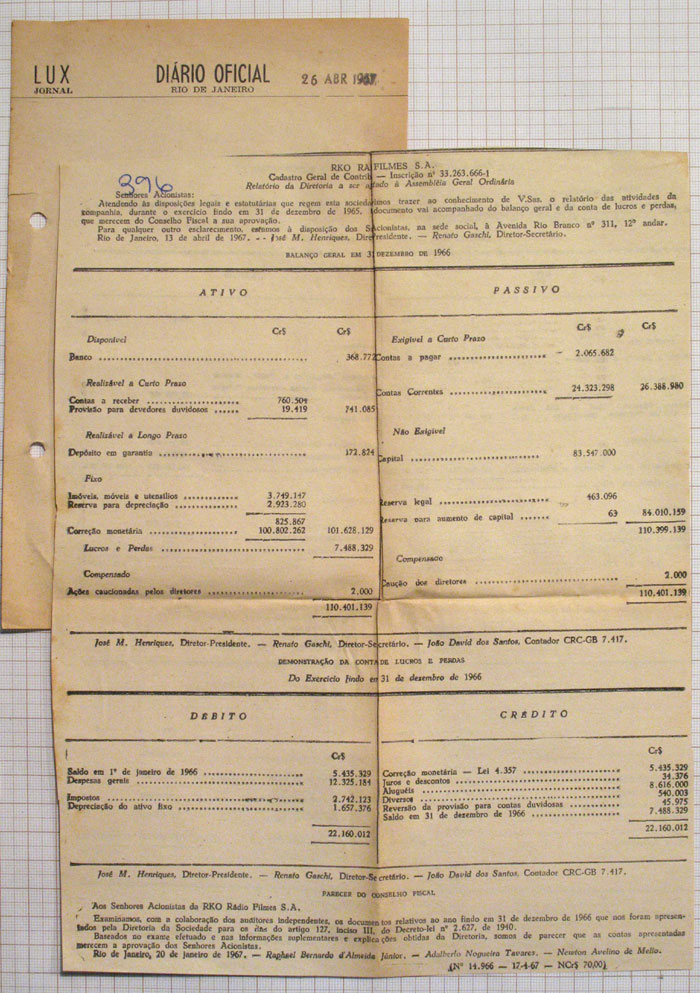 LUX
JORNAL
DIÁRIO OFICIAL
RIO DE JANEIRO
26 ABR 1967
396
RKO RÁ FILMES S.A.
Cadastro Geral de Contrib — Inscrição nº 33.263.666-1
Relatório da Diretoria a ser ap tado à Assembléia Geral Ordinária
Senhores Acionistas:
Atendendo às disposições legais e estatutárias que regem esta sociedade, trazer ao conhecimento de V.Sas. o relatório das atividades da
companhia, durante o exercício findo em 31 de dezembro de 1965, documento vai acompanhado do balanço geral e da conta de lucros e perdas,
que merecem do Conselho Fiscal a sua aprovação.
Para qualquer outro esclarecimento, estamos à disposição dos S Acionistas, na sede social, à Avenida Rio Branco nº 311, 12º andar.
Rio de Janeiro, 13 de abril de 1967. -- José M. Henriques, Dire residente. — Renato Gaschi, Diretor-Secretário.
BALANÇO GERAL EM 31 DEZEMBRO DE 1966
ATIVO
Cr$ Cr$
Disponível
Banco 368.772
Realizável a Curto Prazo
Contas a receber 760.504
Provisão para devedores duvidosos 19.419 741.085
Realizável a Longo Prazo
Depósito em garantia 172.824
Fixo
Imóveis, móveis e utensílios 3.749.147
Reserva para depreciação 2.923.280
825.867
Correção monetária 100.802.262 101.628.129
Lucros e Perdas 7.488.329
Compensado
Ações caucionadas pelos diretores 2.000
110.401.139
PASSIVO
Cr$ Cr$
Exigível a Curto Prazo
Contas a pagar 2.065.682
Contas Correntes 24.323.298 26.388.980
Não Exigível
Capital 83.547.000
Reserva legal 463.096
Reserva para aumento de capital 63 84.010.159
110.399.139
Compensado
Caução dos diretores 2.000
110.401.139
José M. Henriques, Diretor-Presidente. — Renato Gaschi, Diretor-Secretário. — João David dos Santos, Contador CRC-GB 7.417.
DEMONSTRAÇÃO DA CONTA DE LUCROS E PERDAS
Do Exercício findo em 31 de dezembro de 1966
DÉBITO
Cr$
Saldo em 1º de janeiro de 1966 5.435.329
Despesas gerais 12.325.184
Impostos 2.742.123
Depreciação do ativo fixo 1.657.376
22.160.012
CRÉDITO
Cr$
Correção monetária — Lei 4.357 5.435.329
Juros e descontos 34.376
Aluguéis 8.616.000
Diversos 540.003
Reversão da provisão para contas duvidosas 45.975
Saldo em 31 de dezembro de 1966 7.488.329
22.160.012
José M. Henriques, Diretor-Presidente. — Renato Gaschi, Diretor-Secretário. — João David dos Santos, Contador CRC-GB 7.417.
PARECER DO CONSELHO FISCAL
Aos Senhores Acionistas da RKO Rádio Filmes S.A.
Examinamos, com a colaboração dos auditores independentes, os documentos relativos ao ano findo em 31 de dezembro de 1966 que nos foram apresen-
tados pela Diretoria da Sociedade para os fins do artigo 127, inciso III, do Decreto-lei nº 2.627, de 1940.
Baseados no exame efetuado e nas informações suplementares e explicações obtidas da Diretoria, somos de parecer que as contas apresentadas
merecem a aprovação dos Senhores Acionistas.
Rio de Janeiro, 20 de janeiro de 1967. — Raphael Bernardo d'Almeida Júnior. — Adalberto Nogueira Tavares. — Newton Avelino de Mello.
(Nº 14.966 — 17-4-67 — NCr$ 70,00)